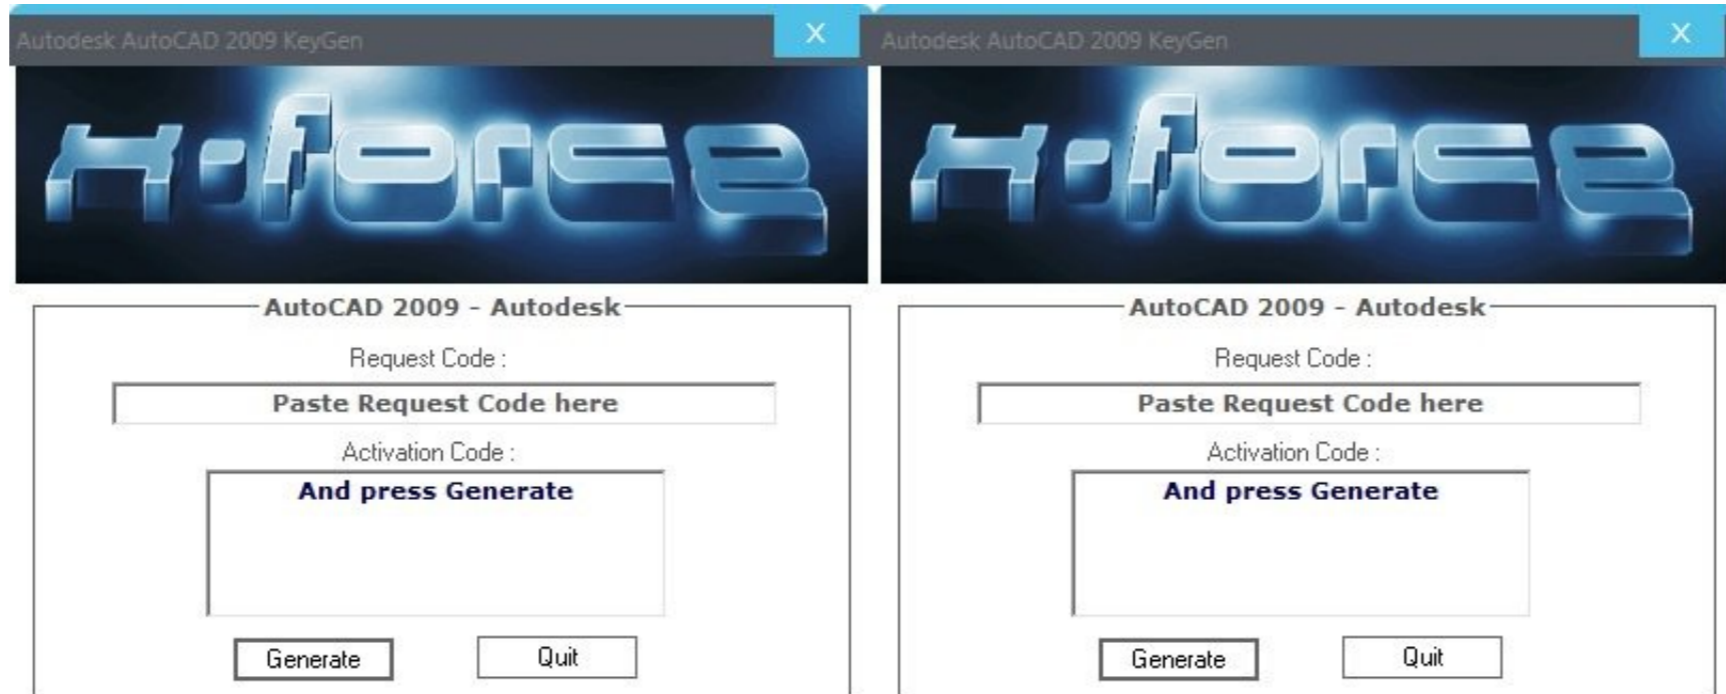 Autodesk AutoCAD 2009 KeyGen
X
x-force
AutoCAD 2009 - Autodesk
Request Code :
Paste Request Code here
Activation Code :
And press Generate
Generate
Quit
Autodesk AutoCAD 2009 KeyGen
X
x-force
AutoCAD 2009 - Autodesk
Request Code :
Paste Request Code here
Activation Code :
And press Generate
Generate
Quit